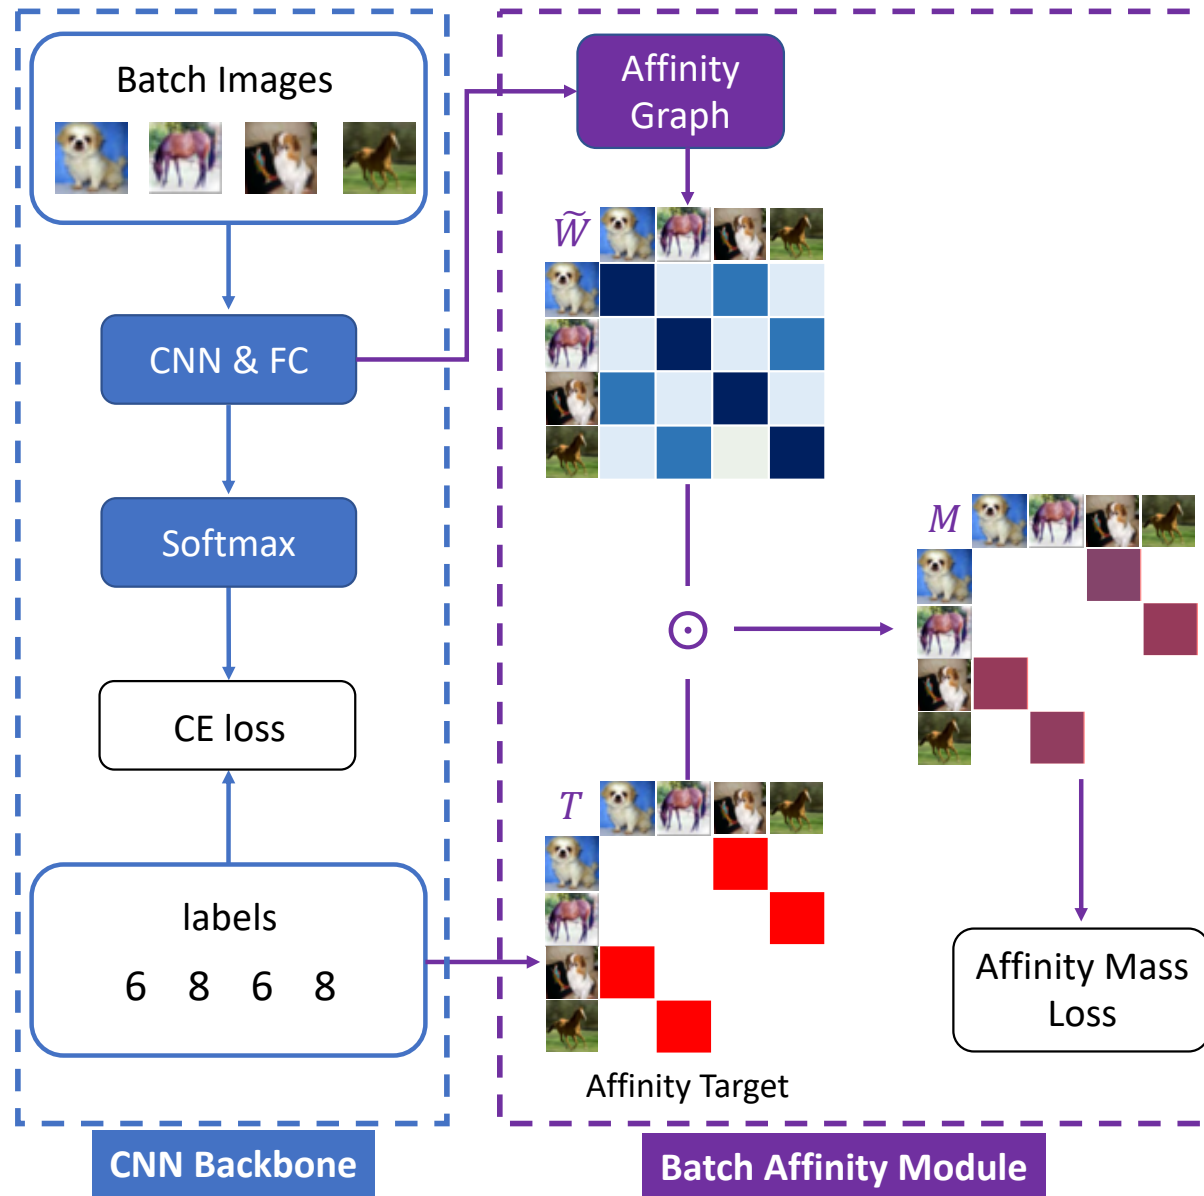 Batch Images
CNN & FC
Softmax
CE loss
labels
6 8 6 8
CNN Backbone
Affinity
Graph
W̃
⊙
M
T
Affinity Target
Affinity Mass
Loss
Batch Affinity Module